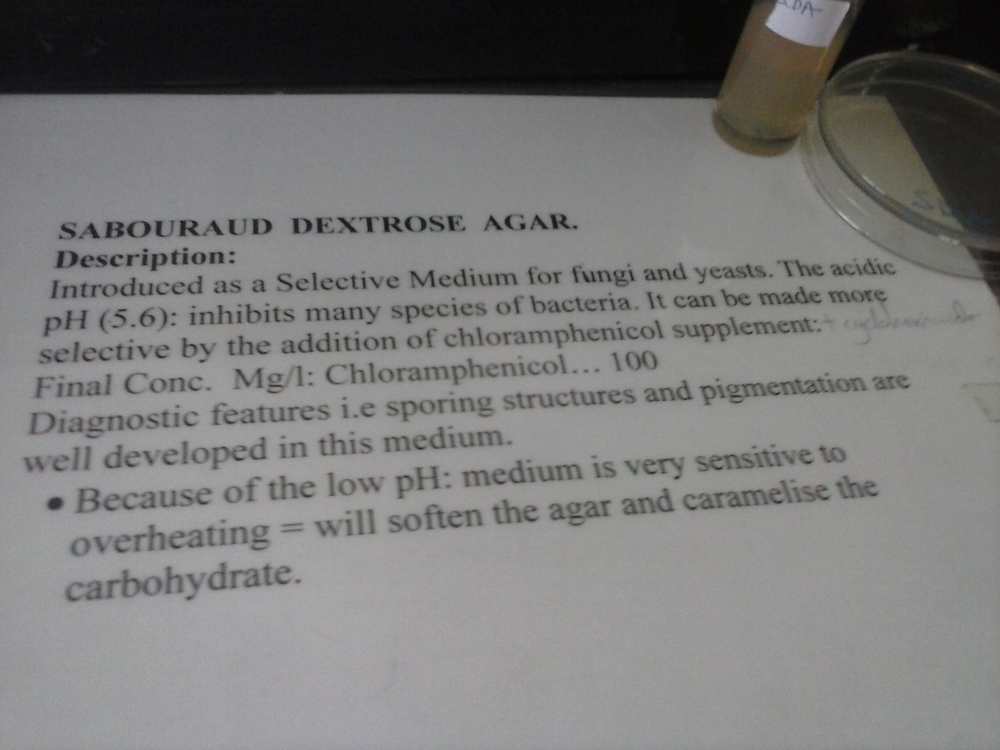 SABOURAUD DEXTROSE AGAR.
Description:
Introduced as a Selective Medium for fungi and yeasts. The acidic
pH (5.6): inhibits many species of bacteria. It can be made more
selective by the addition of chloramphenicol supplement: +
Final Conc. Mg/l: Chloramphenicol... 100
Diagnostic features i.e sporing structures and pigmentation are
well developed in this medium.
• Because of the low pH: medium is very sensitive to
overheating = will soften the agar and caramelise the
carbohydrate.